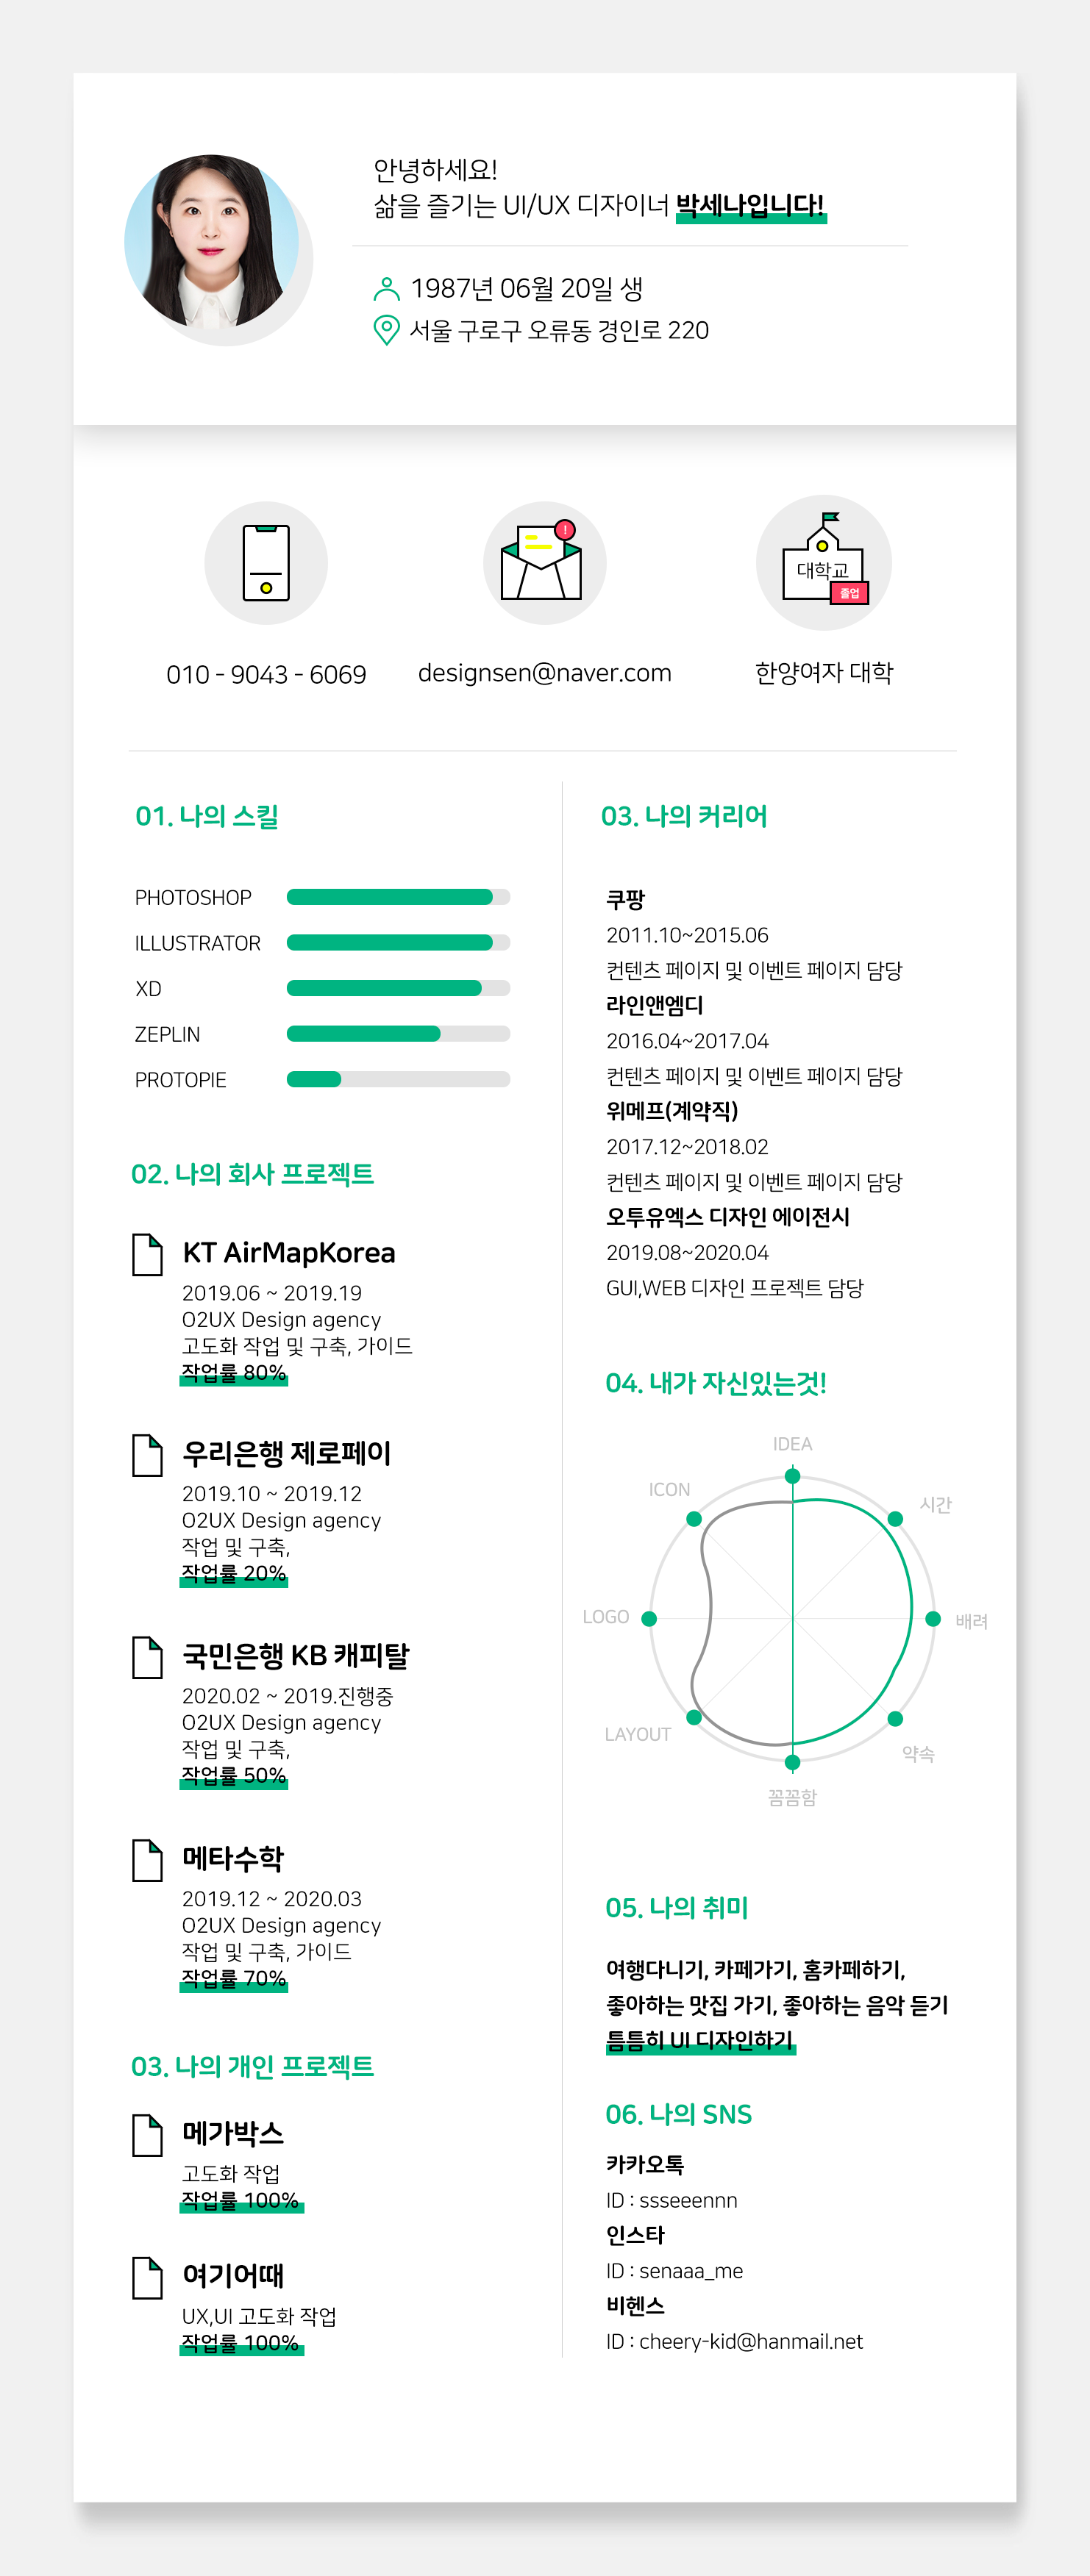 안녕하세요!
삶을 즐기는 UI/UX 디자이너 박세나입니다!
1987년 06월 20일 생
서울 구로구 오류동 경인로 220
대학교
졸업
!
010 - 9043 - 6069
designsen@naver.com
한양여자 대학
01. 나의 스킬
PHOTOSHOP
ILLUSTRATOR
XD
ZEPLIN
PROTOPIE
02. 나의 회사 프로젝트
KT AirMapKorea
2019.06 ~ 2019.19
O2UX Design agency
고도화 작업 및 구축, 가이드
작업률 80%
우리은행 제로페이
2019.10 ~ 2019.12
O2UX Design agency
작업 및 구축,
작업률 20%
국민은행 KB 캐피탈
2020.02 ~ 2019.진행중
O2UX Design agency
작업 및 구축,
작업률 50%
메타수학
2019.12 ~ 2020.03
O2UX Design agency
작업 및 구축, 가이드
작업률 70%
03. 나의 개인 프로젝트
메가박스
고도화 작업
작업률 100%
여기어때
UX,UI 고도화 작업
작업률 100%
03. 나의 커리어
쿠팡
2011.10~2015.06
컨텐츠 페이지 및 이벤트 페이지 담당
라인앤엠디
2016.04~2017.04
컨텐츠 페이지 및 이벤트 페이지 담당
위메프(계약직)
2017.12~2018.02
컨텐츠 페이지 및 이벤트 페이지 담당
오투유엑스 디자인 에이전시
2019.08~2020.04
GUI,WEB 디자인 프로젝트 담당
04. 내가 자신있는것!
IDEA
ICON
시간
LOGO
배려
LAYOUT
약속
꼼꼼함
05. 나의 취미
여행다니기, 카페가기, 홈카페하기,
좋아하는 맛집 가기, 좋아하는 음악 듣기
틈틈히 UI 디자인하기
06. 나의 SNS
카카오톡
ID : ssseeennn
인스타
ID : senaaa_me
비헨스
ID : cheery-kid@hanmail.net